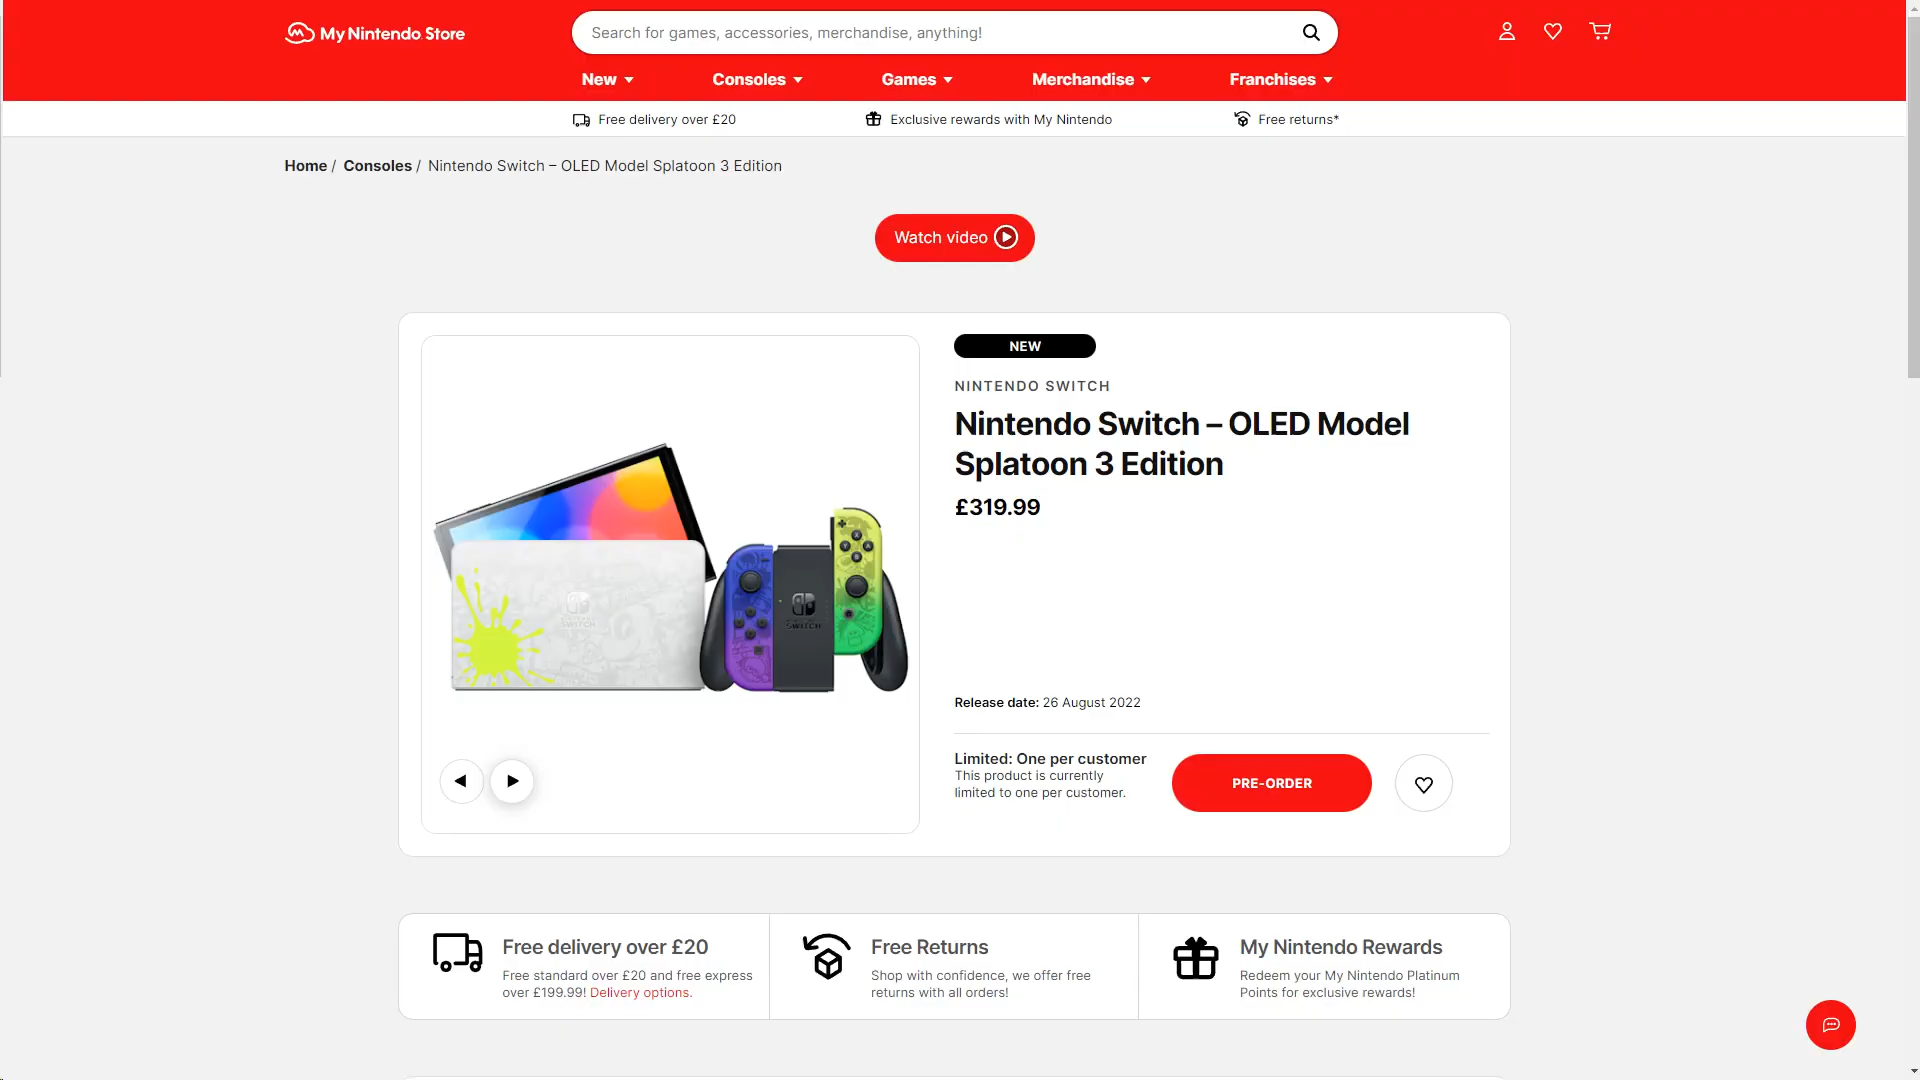 My Nintendo Store
Search for games, accessories, merchandise, anything!
New
Consoles
Games
Merchandise
Franchises
Free delivery over £20
Exclusive rewards with My Nintendo
Free returns*
Home / Consoles / Nintendo Switch – OLED Model Splatoon 3 Edition
Watch video
NEW
NINTENDO SWITCH
Nintendo Switch – OLED Model
Splatoon 3 Edition
£319.99
Release date: 26 August 2022
Limited: One per customer
This product is currently
limited to one per customer.
PRE-ORDER
Free delivery over £20
Free standard over £20 and free express
over £199.99! Delivery options.
Free Returns
Shop with confidence, we offer free
returns with all orders!
My Nintendo Rewards
Redeem your My Nintendo Platinum
Points for exclusive rewards!